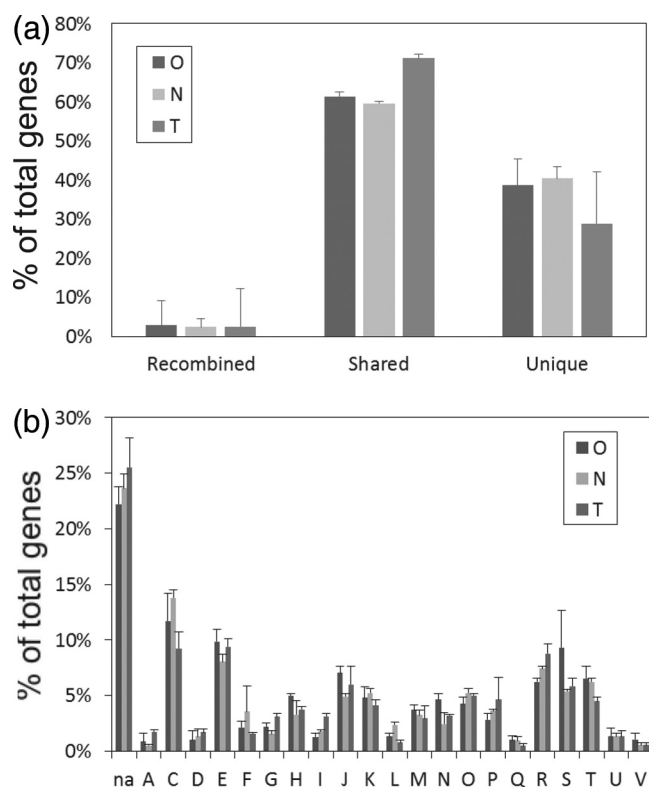 (a)
% of total genes
80%
70%
60%
50%
40%
30%
20%
10%
0%
O
N
T
Recombined Shared Unique
(b)
% of total genes
30%
25%
20%
15%
10%
5%
0%
O
N
T
na A C D E F G H I J K L M N O P Q R S T U V